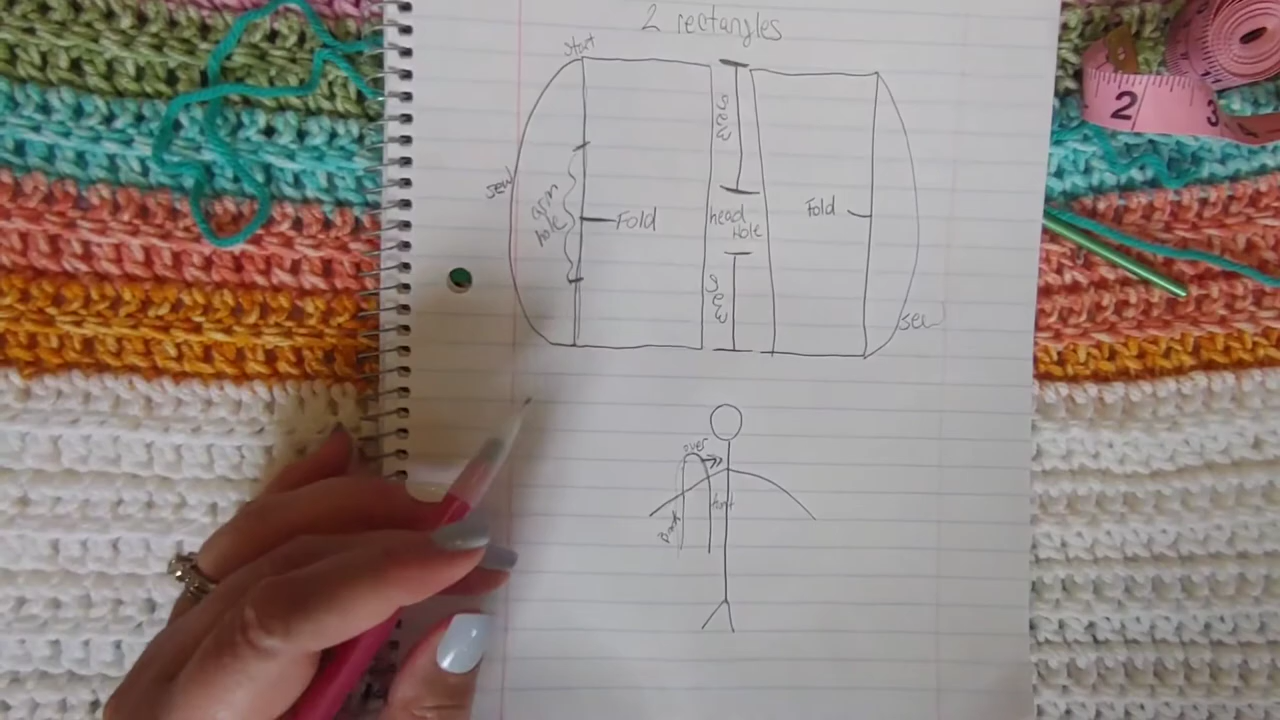 2 rectangles
Start
sew
sew
arm hole
Fold
head Hole
Fold
sew
sew
over
Back
front
2
3